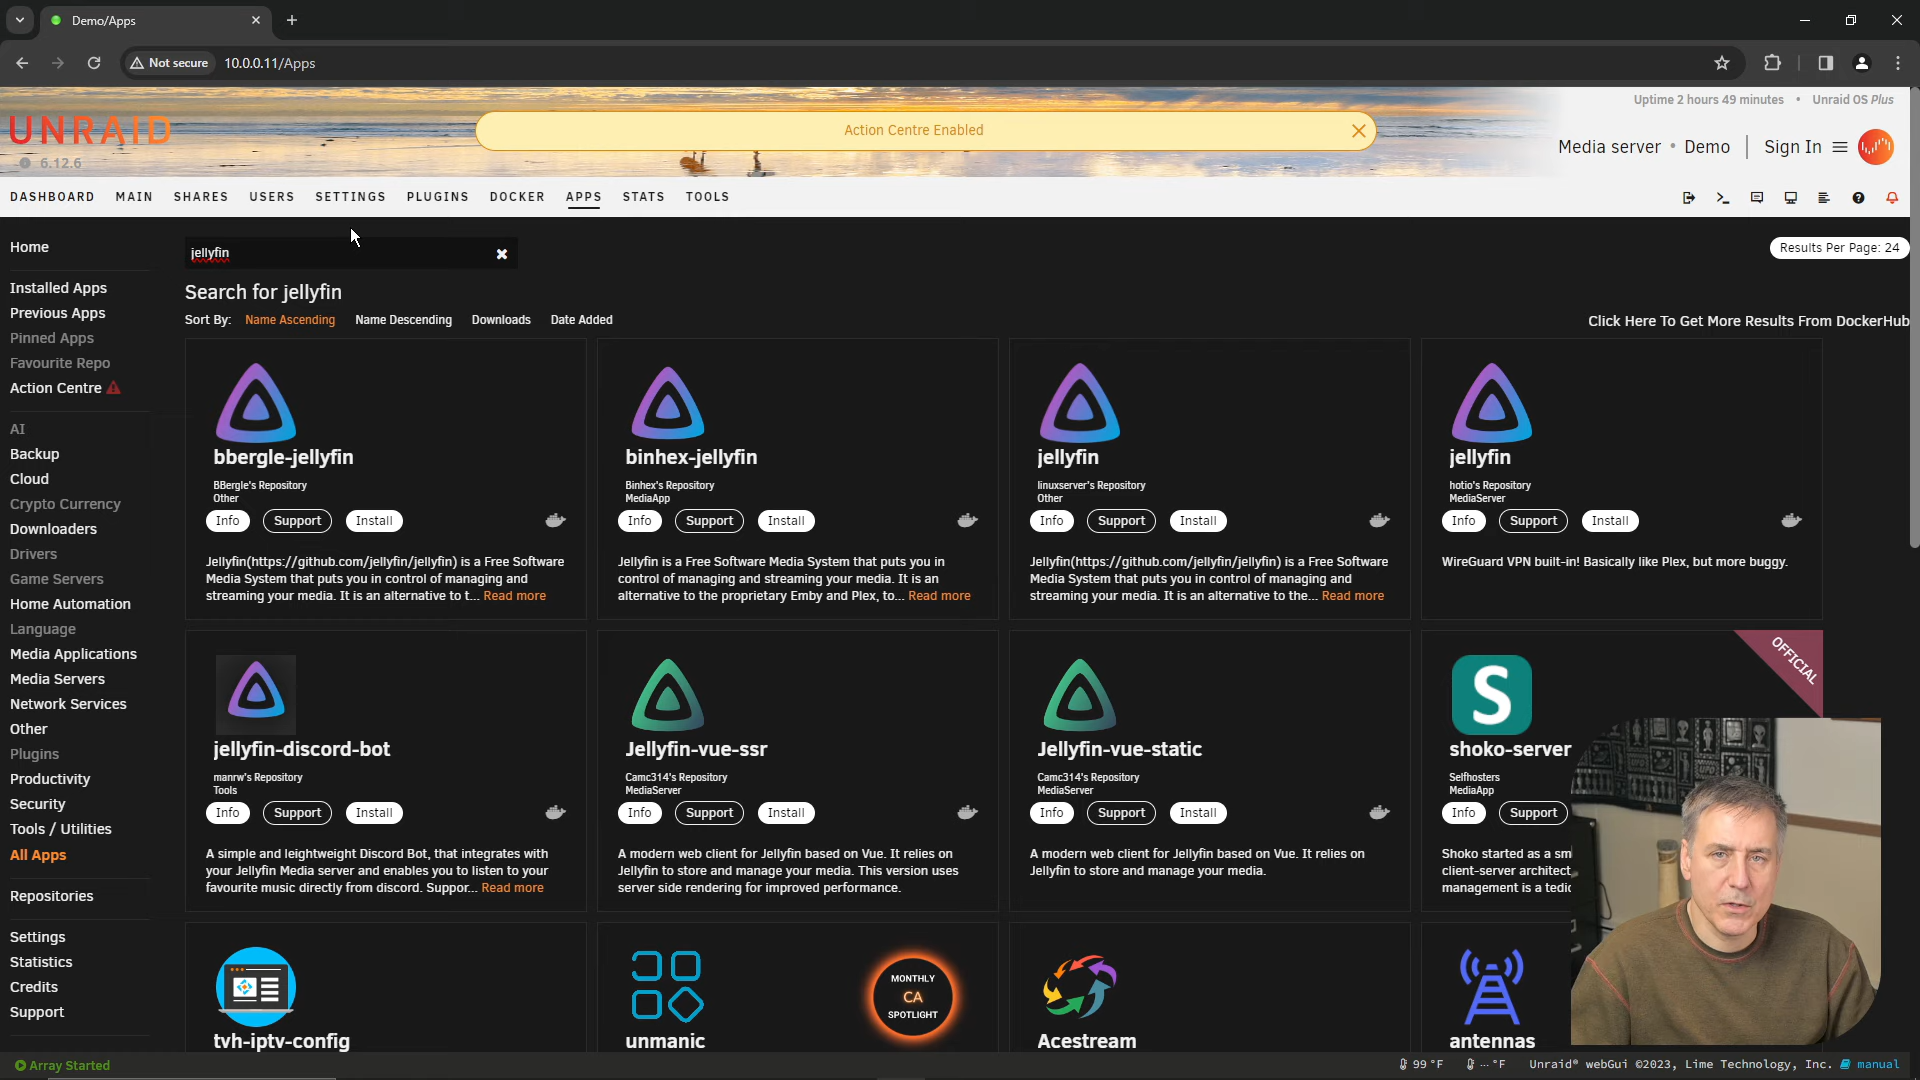 Demo/Apps
Not secure
10.0.0.11/Apps
Uptime 2 hours 49 minutes • Unraid OS Plus
UNRAID
6.12.6
Action Centre Enabled
Media server • Demo
Sign In
DASHBOARD
MAIN
SHARES
USERS
SETTINGS
PLUGINS
DOCKER
APPS
STATS
TOOLS
Home
Installed Apps
Previous Apps
Pinned Apps
Favourite Repo
Action Centre
AI
Backup
Cloud
Crypto Currency
Downloaders
Drivers
Game Servers
Home Automation
Language
Media Applications
Media Servers
Network Services
Other
Plugins
Productivity
Security
Tools / Utilities
All Apps
Repositories
Settings
Statistics
Credits
Support
jellyfin
Results Per Page: 24
Search for jellyfin
Sort By: Name Ascending Name Descending Downloads Date Added
Click Here To Get More Results From DockerHub
bbergle-jellyfin
BBergle's Repository
Other
Info Support Install
Jellyfin(https://github.com/jellyfin/jellyfin) is a Free Software
Media System that puts you in control of managing and
streaming your media. It is an alternative to t... Read more
binhex-jellyfin
Binhex's Repository
MediaApp
Info Support Install
Jellyfin is a Free Software Media System that puts you in
control of managing and streaming your media. It is an
alternative to the proprietary Emby and Plex, to... Read more
jellyfin
linuxserver's Repository
Other
Info Support Install
Jellyfin(https://github.com/jellyfin/jellyfin) is a Free Software
Media System that puts you in control of managing and
streaming your media. It is an alternative to the... Read more
jellyfin
hotio's Repository
MediaServer
Info Support Install
WireGuard VPN built-in! Basically like Plex, but more buggy.
jellyfin-discord-bot
manrw's Repository
Tools
Info Support Install
A simple and leightweight Discord Bot, that integrates with
your Jellyfin Media server and enables you to listen to your
favourite music directly from discord. Suppor... Read more
Jellyfin-vue-ssr
Camc314's Repository
MediaServer
Info Support Install
A modern web client for Jellyfin based on Vue. It relies on
Jellyfin to store and manage your media. This version uses
server side rendering for improved performance.
Jellyfin-vue-static
Camc314's Repository
MediaServer
Info Support Install
A modern web client for Jellyfin based on Vue. It relies on
Jellyfin to store and manage your media.
OFFICIAL
S
shoko-server
Selfhosters
MediaApp
Info Support
Shoko started as a sm
client-server architect
management is a tedi
tvh-iptv-config
unmanic
MONTHLY
CA
SPOTLIGHT
Acestream
antennas
Array Started
99 °F
-- °F
Unraid® webGui ©2023, Lime Technology, Inc.
manual